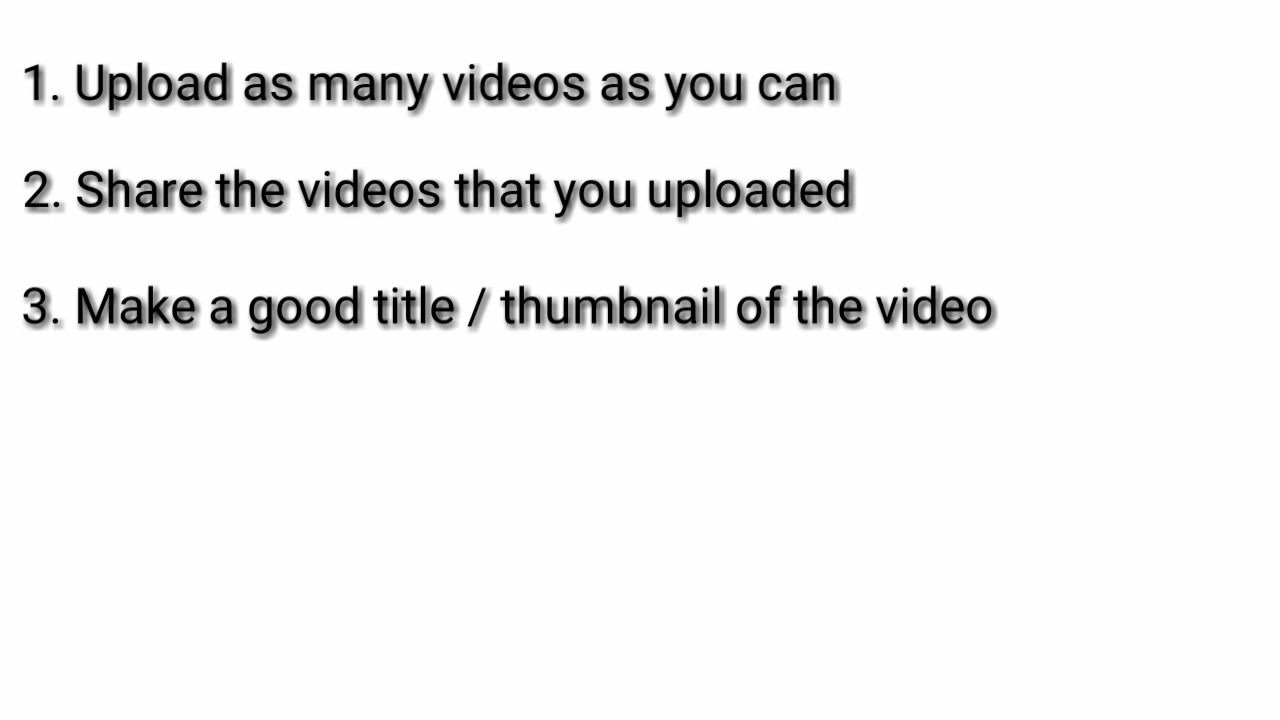 1. Upload as many videos as you can
2. Share the videos that you uploaded
3. Make a good title / thumbnail of the video